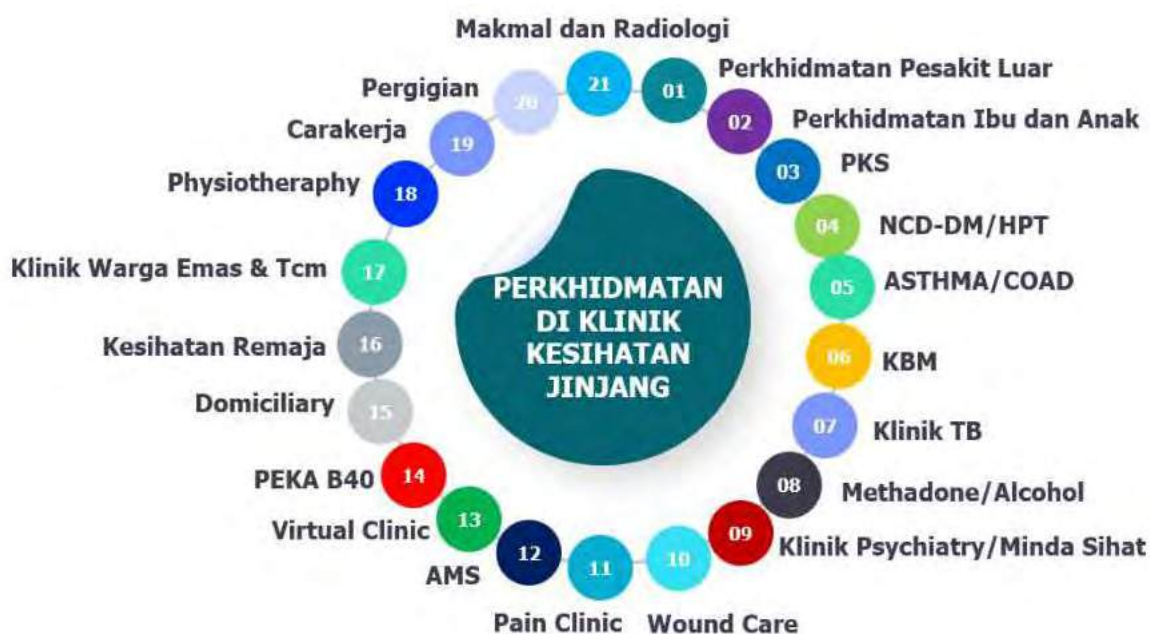 PERKHIDMATAN
DI KLINIK
KESIHATAN
JINJANG
01
Perkhidmatan Pesakit Luar
02
Perkhidmatan Ibu dan Anak
03
PKS
04
NCD-DM/HPT
05
ASTHMA/COAD
06
KBM
07
Klinik TB
08
Methadone/Alcohol
09
Klinik Psychiatry/Minda Sihat
10
Wound Care
11
Pain Clinic
12
AMS
13
Virtual Clinic
14
PEKA B40
15
Domiciliary
16
Kesihatan Remaja
17
Klinik Warga Emas & Tcm
18
Physiotheraphy
19
Carakerja
20
Pergigian
21
Makmal dan Radiologi